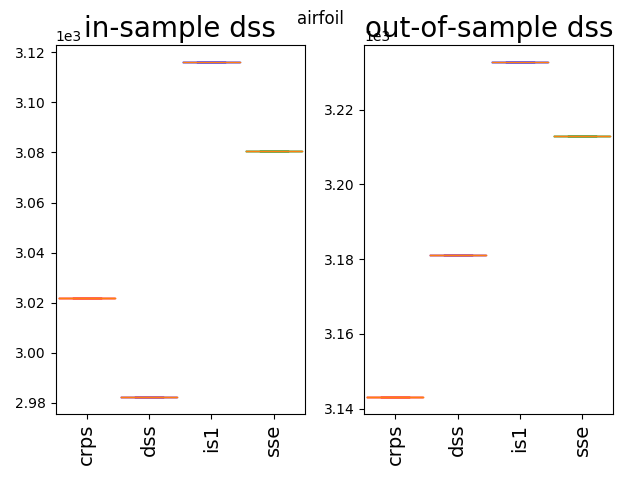 airfoil
in-sample dss
1e3
3.12
3.10
3.08
3.06
3.04
3.02
3.00
2.98
crps
dss
is1
sse
out-of-sample dss
1e3
3.22
3.20
3.18
3.16
3.14
crps
dss
is1
sse